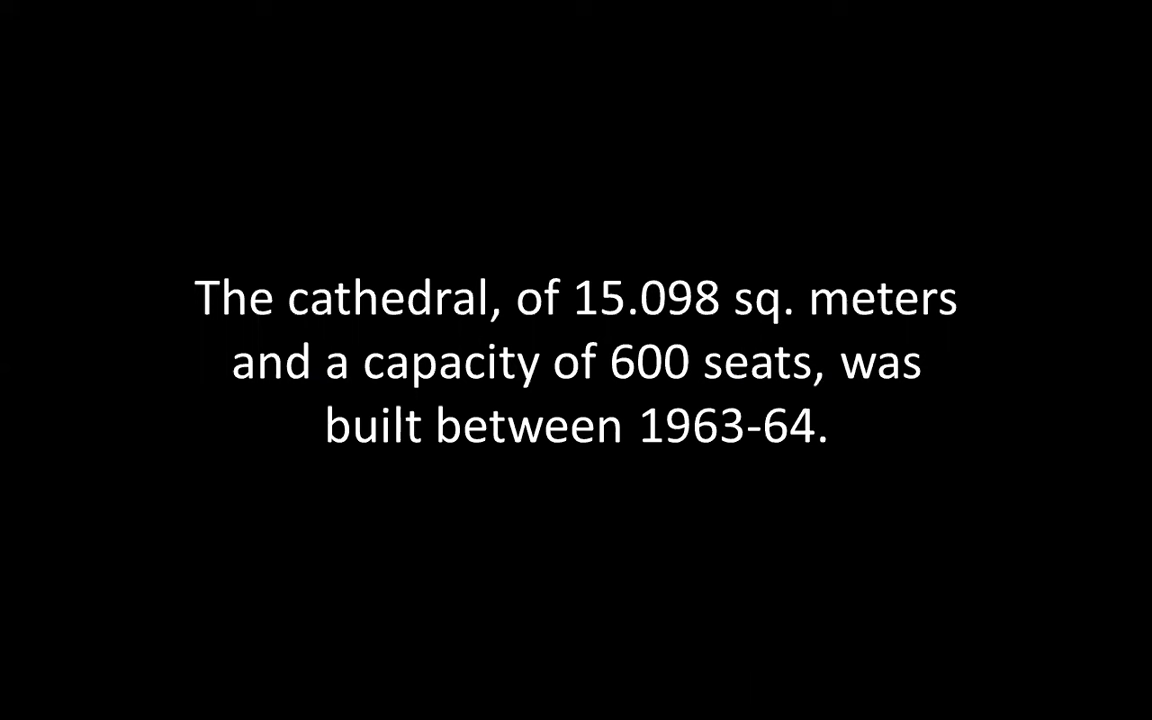 The cathedral, of 15.098 sq. meters
and a capacity of 600 seats, was
built between 1963-64.